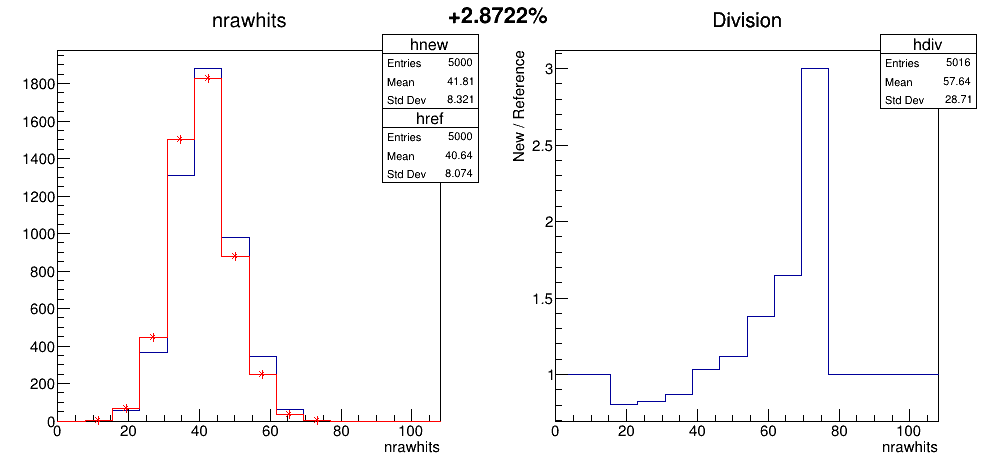 +2.8722%
nrawhits
hnew
Entries 5000
Mean 41.81
Std Dev 8.321
href
Entries 5000
Mean 40.64
Std Dev 8.074
1800
1600
1400
1200
1000
800
600
400
200
0
0 20 40 60 80 100
nrawhits
Division
hdiv
Entries 5016
Mean 57.64
Std Dev 28.71
New / Reference
3
2.5
2
1.5
1
0 20 40 60 80 100
nrawhits